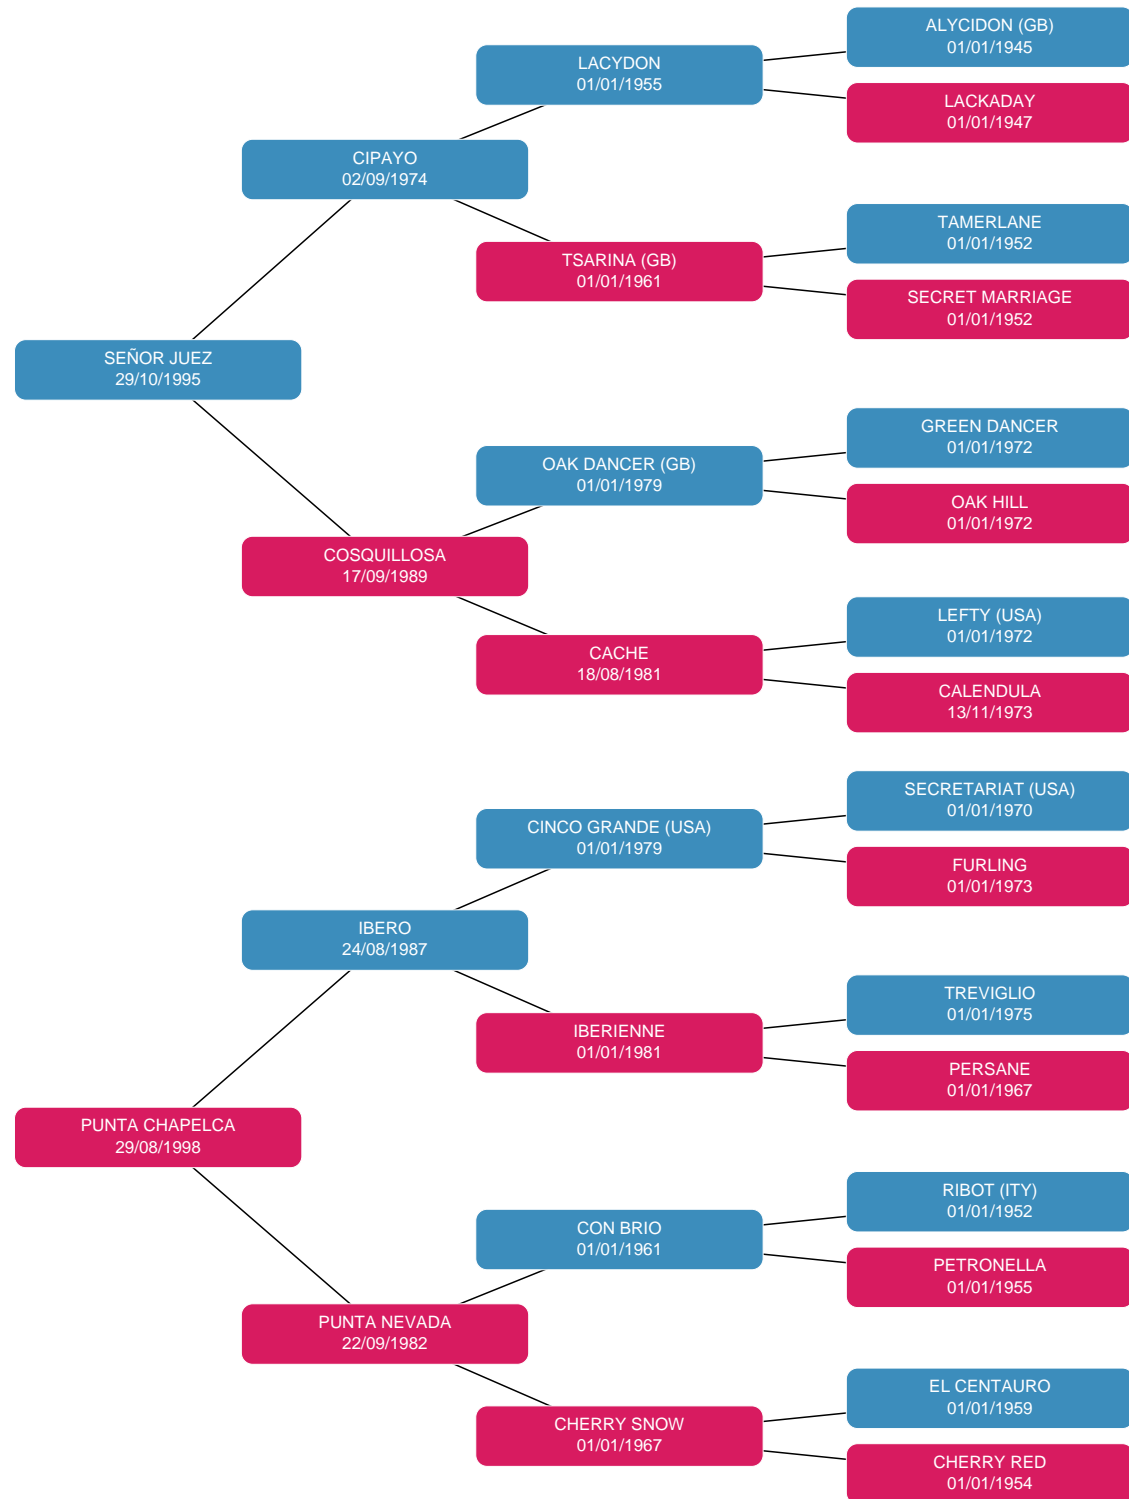 ALYCIDON (GB)
01/01/1945
LACYDON
01/01/1955
LACKADAY
01/01/1947
CIPAYO
02/09/1974
TAMERLANE
01/01/1952
TSARINA (GB)
01/01/1961
SECRET MARRIAGE
01/01/1952
SEÑOR JUEZ
29/10/1995
GREEN DANCER
01/01/1972
OAK DANCER (GB)
01/01/1979
OAK HILL
01/01/1972
COSQUILLOSA
17/09/1989
LEFTY (USA)
01/01/1972
CACHE
18/08/1981
CALENDULA
13/11/1973
SECRETARIAT (USA)
01/01/1970
CINCO GRANDE (USA)
01/01/1979
FURLING
01/01/1973
IBERO
24/08/1987
TREVIGLIO
01/01/1975
IBERIENNE
01/01/1981
PERSANE
01/01/1967
PUNTA CHAPELCA
29/08/1998
RIBOT (ITY)
01/01/1952
CON BRIO
01/01/1961
PETRONELLA
01/01/1955
PUNTA NEVADA
22/09/1982
EL CENTAURO
01/01/1959
CHERRY SNOW
01/01/1967
CHERRY RED
01/01/1954